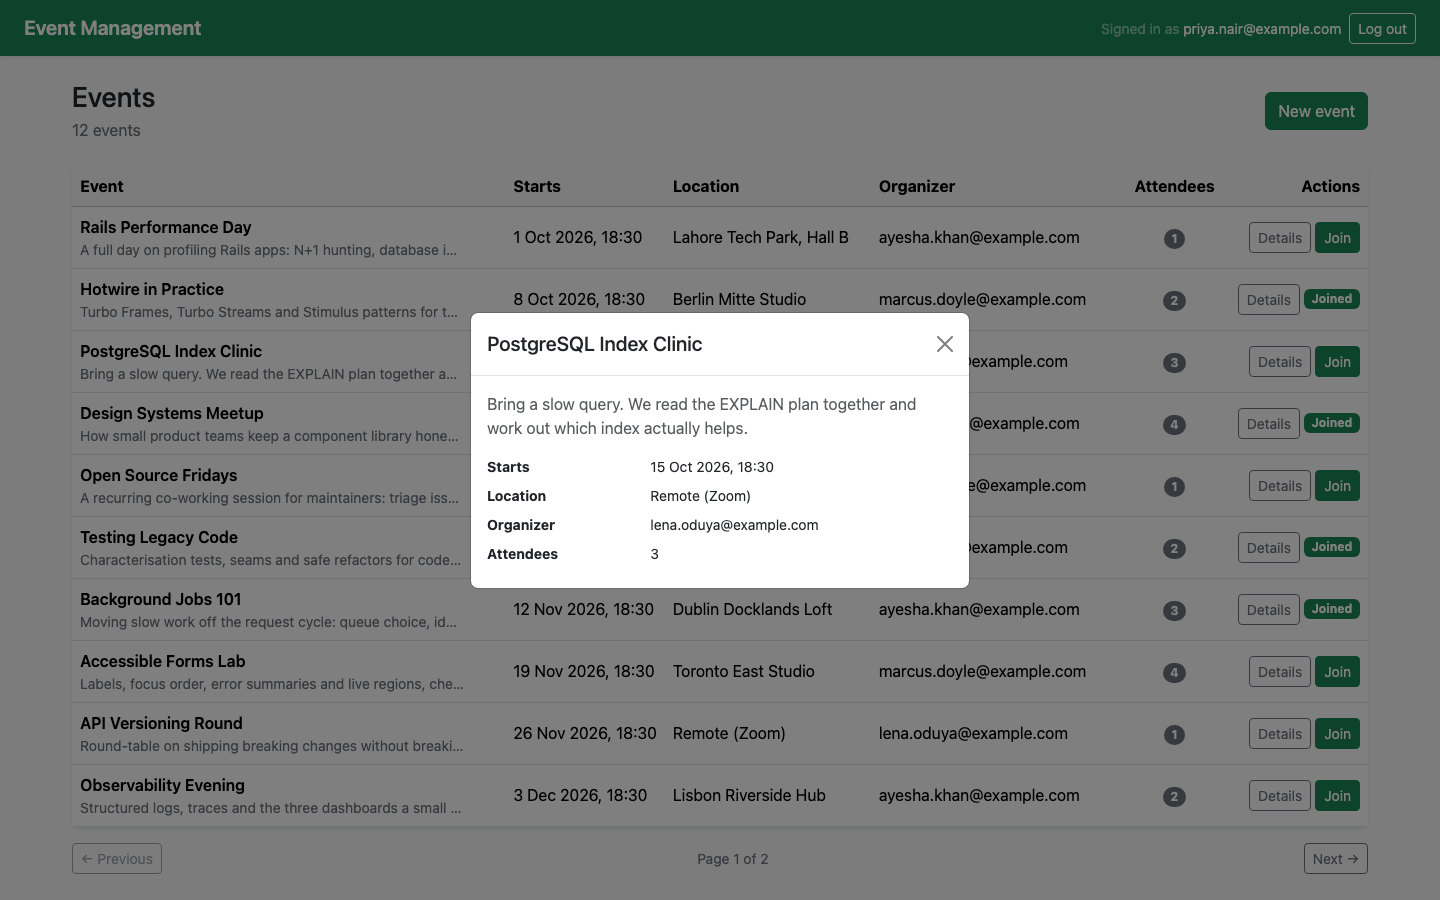 Event Management
Signed in as priya.nair@example.com
Log out
Events
12 events
New event
Event Starts Location Organizer Attendees Actions
Rails Performance Day
A full day on profiling Rails apps: N+1 hunting, database i...
1 Oct 2026, 18:30 Lahore Tech Park, Hall B ayesha.khan@example.com 1 Details Join
Hotwire in Practice
Turbo Frames, Turbo Streams and Stimulus patterns for t...
8 Oct 2026, 18:30 Berlin Mitte Studio marcus.doyle@example.com 2 Details Joined
PostgreSQL Index Clinic
Bring a slow query. We read the EXPLAIN plan together a...
example.com 3 Details Join
Design Systems Meetup
How small product teams keep a component library hone...
@example.com 4 Details Joined
Open Source Fridays
A recurring co-working session for maintainers: triage iss...
e@example.com 1 Details Join
Testing Legacy Code
Characterisation tests, seams and safe refactors for code...
example.com 2 Details Joined
Background Jobs 101
Moving slow work off the request cycle: queue choice, id...
12 Nov 2026, 18:30 Dublin Docklands Loft ayesha.khan@example.com 3 Details Joined
Accessible Forms Lab
Labels, focus order, error summaries and live regions, che...
19 Nov 2026, 18:30 Toronto East Studio marcus.doyle@example.com 4 Details Join
API Versioning Round
Round-table on shipping breaking changes without breaki...
26 Nov 2026, 18:30 Remote (Zoom) lena.oduya@example.com 1 Details Join
Observability Evening
Structured logs, traces and the three dashboards a small ...
3 Dec 2026, 18:30 Lisbon Riverside Hub ayesha.khan@example.com 2 Details Join
PostgreSQL Index Clinic
Bring a slow query. We read the EXPLAIN plan together and
work out which index actually helps.
Starts 15 Oct 2026, 18:30
Location Remote (Zoom)
Organizer lena.oduya@example.com
Attendees 3
← Previous
Page 1 of 2
Next →